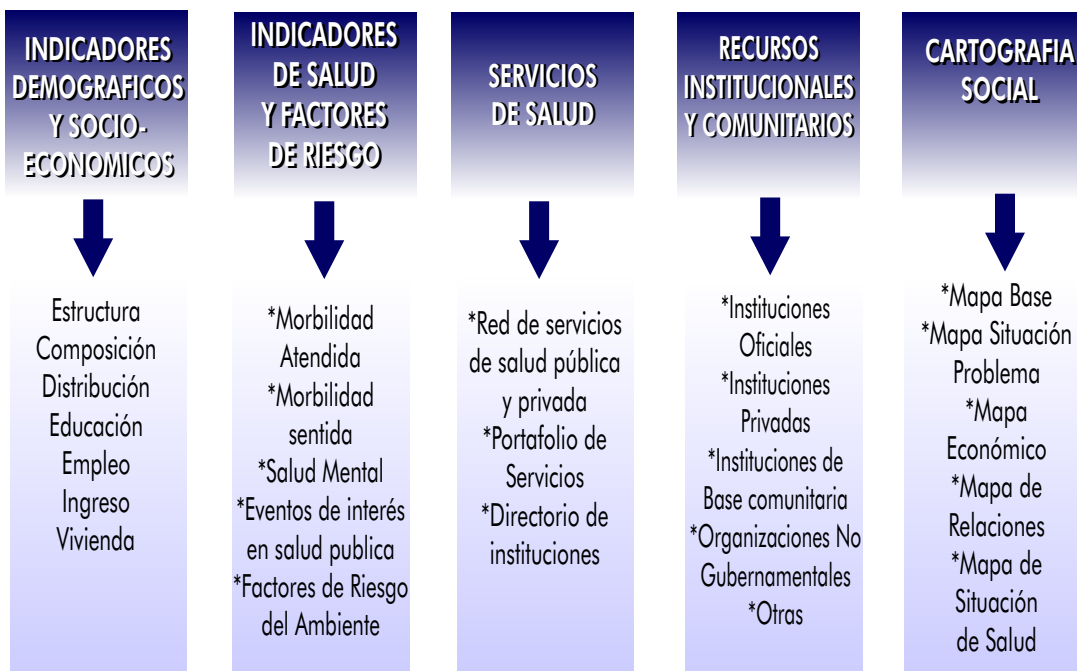 INDICADORES
DEMOGRAFICOS
Y SOCIO-
ECONOMICOS
Estructura
Composición
Distribución
Educación
Empleo
Ingreso
Vivienda
INDICADORES
DE SALUD
Y FACTORES
DE RIESGO
*Morbilidad
Atendida
*Morbilidad
sentida
*Salud Mental
*Eventos de interés
en salud publica
*Factores de Riesgo
del Ambiente
SERVICIOS
DE SALUD
*Red de servicios
de salud pública
y privada
*Portafolio de
Servicios
*Directorio de
instituciones
RECURSOS
INSTITUCIONALES
Y COMUNITARIOS
*Instituciones
Oficiales
*Instituciones
Privadas
*Instituciones de
Base comunitaria
*Organizaciones No
Gubernamentales
*Otras
CARTOGRAFIA
SOCIAL
*Mapa Base
*Mapa Situación
Problema
*Mapa
Económico
*Mapa de
Relaciones
*Mapa de
Situación
de Salud